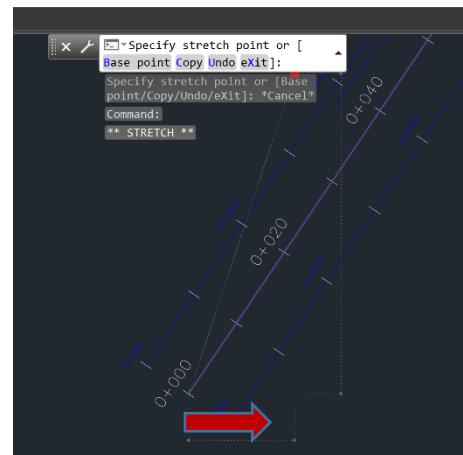 Specify stretch point or [
Base point Copy Undo eXit]:
Specify stretch point or [Base
point/Copy/Undo/eXit]: *Cancel*
Command:
** STRETCH **
0+040
0+020
0+000